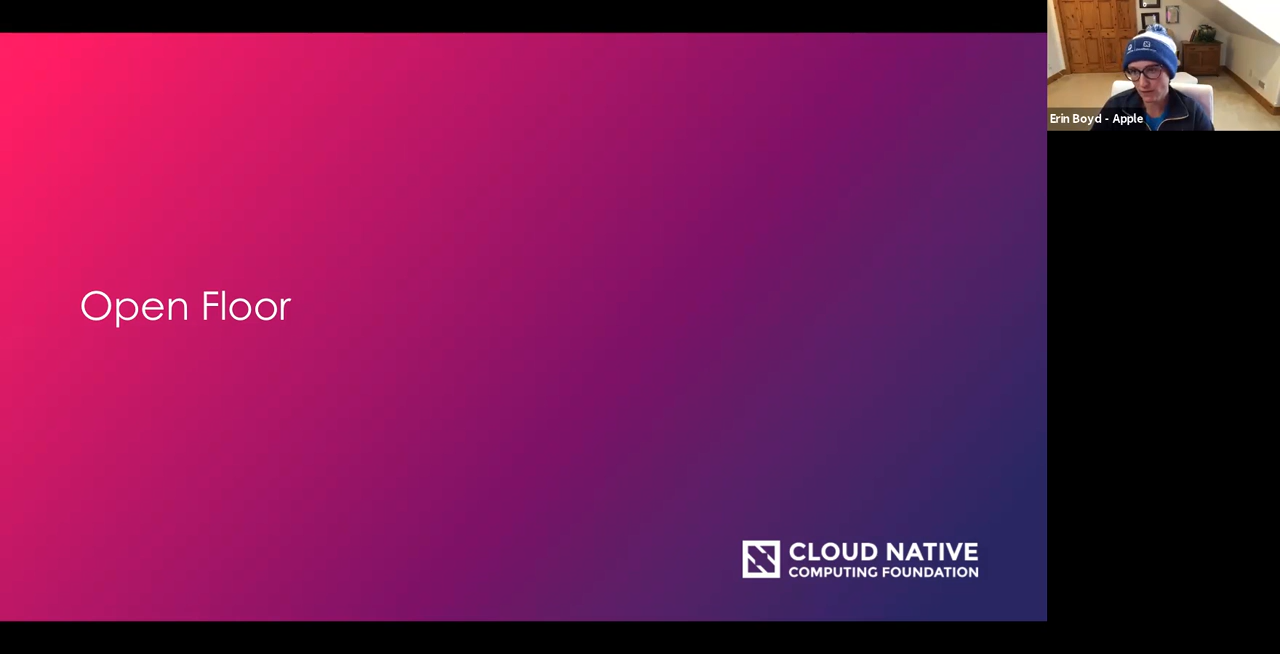 Open Floor
CLOUD NATIVE
COMPUTING FOUNDATION
Erin Boyd - Apple